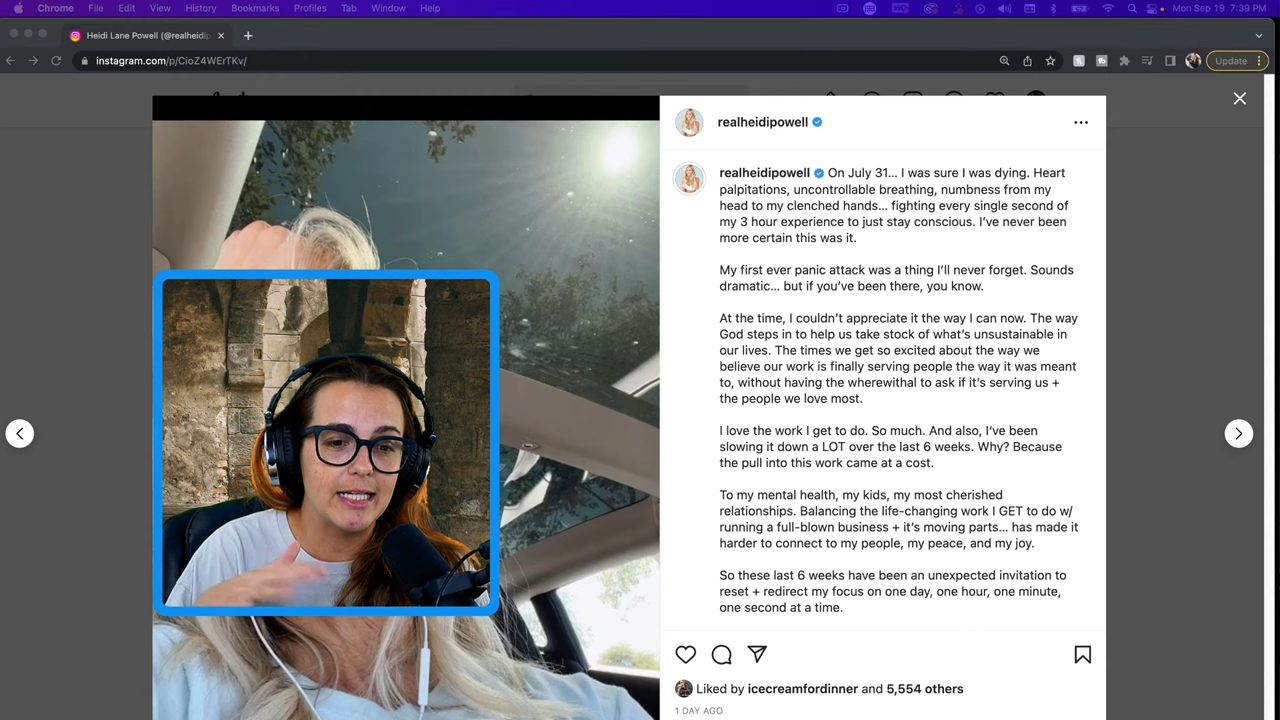 Chrome File Edit View History Bookmarks Profiles Tab Window Help Mon Sep 19 7:39 PM
Heidi Lane Powell (@realheidip
instagram.com/p/CioZ4WErTKv/
Update
realheidipowell
realheidipowell On July 31... I was sure I was dying. Heart
palpitations, uncontrollable breathing, numbness from my
head to my clenched hands... fighting every single second of
my 3 hour experience to just stay conscious. I've never been
more certain this was it.
My first ever panic attack was a thing I'll never forget. Sounds
dramatic... but if you've been there, you know.
At the time, I couldn't appreciate it the way I can now. The way
God steps in to help us take stock of what's unsustainable in
our lives. The times we get so excited about the way we
believe our work is finally serving people the way it was meant
to, without having the wherewithal to ask if it's serving us +
the people we love most.
I love the work I get to do. So much. And also, I've been
slowing it down a LOT over the last 6 weeks. Why? Because
the pull into this work came at a cost.
To my mental health, my kids, my most cherished
relationships. Balancing the life-changing work I GET to do w/
running a full-blown business + it's moving parts... has made it
harder to connect to my people, my peace, and my joy.
So these last 6 weeks have been an unexpected invitation to
reset + redirect my focus on one day, one hour, one minute,
one second at a time.
Liked by icecreamfordinner and 5,554 others
1 DAY AGO